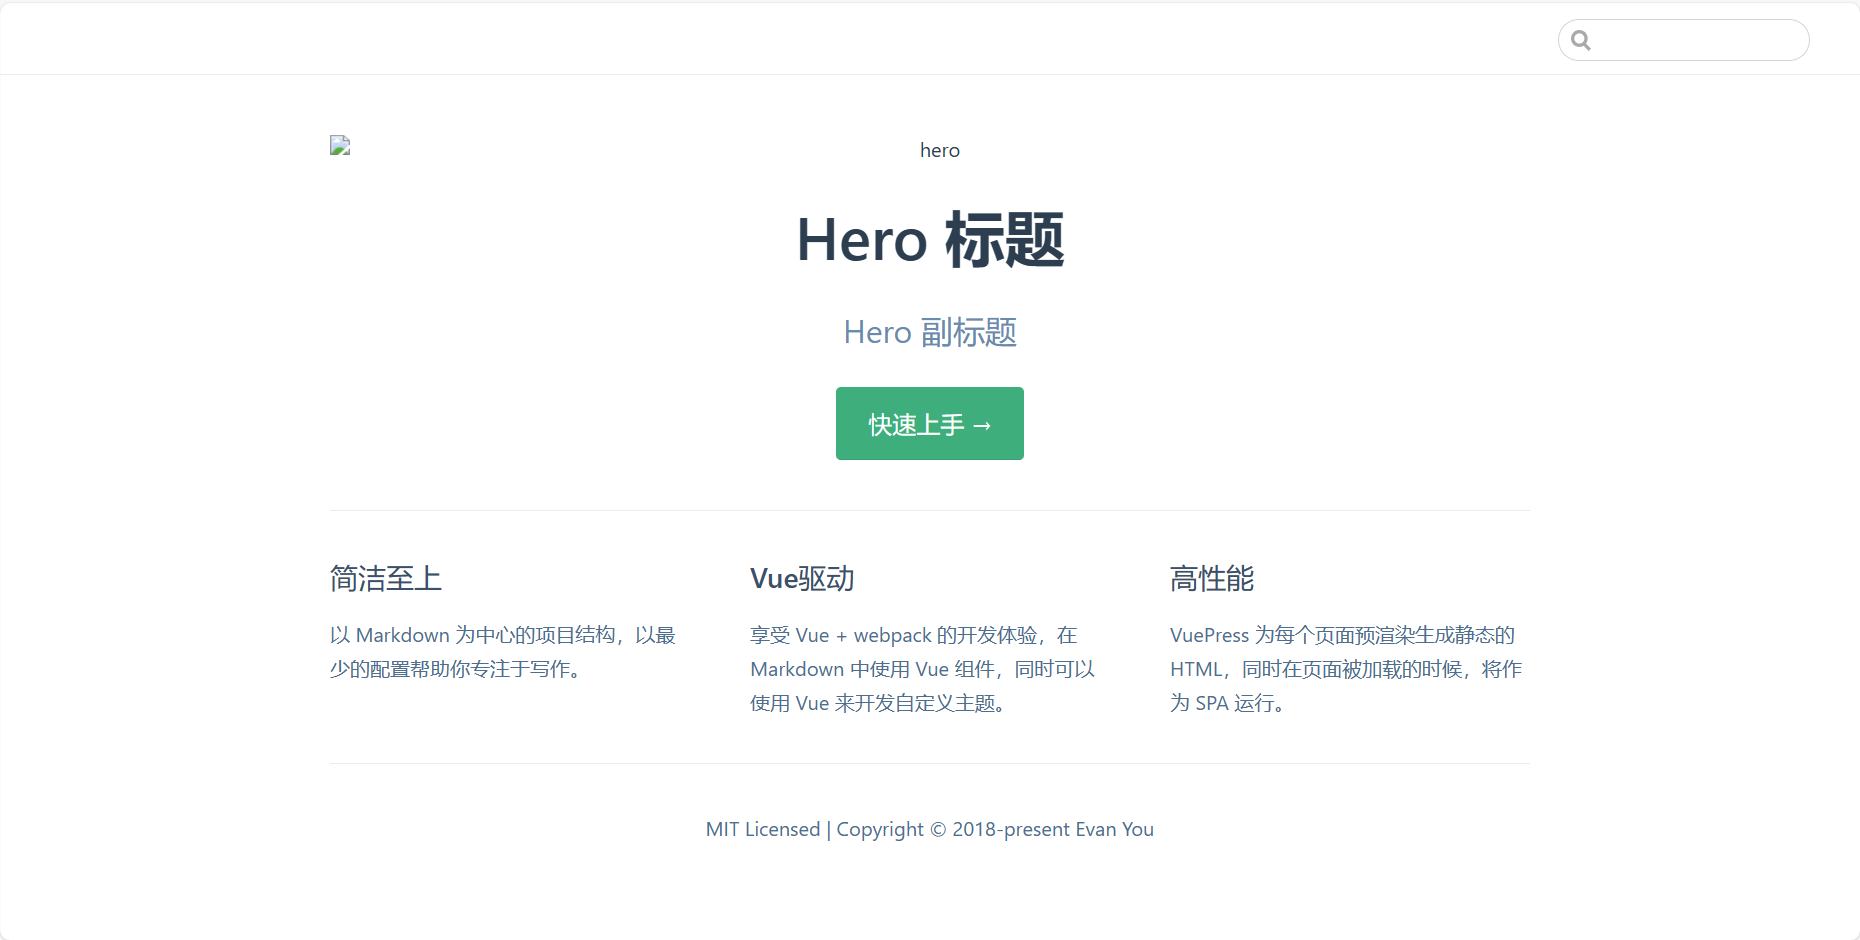 hero
Hero 标题
Hero 副标题
快速上手 →
简洁至上
以 Markdown 为中心的项目结构，以最
少的配置帮助你专注于写作。
Vue驱动
享受 Vue + webpack 的开发体验，在
Markdown 中使用 Vue 组件，同时可以
使用 Vue 来开发自定义主题。
高性能
VuePress 为每个页面预渲染生成静态的
HTML，同时在页面被加载的时候，将作
为 SPA 运行。
MIT Licensed | Copyright © 2018-present Evan You